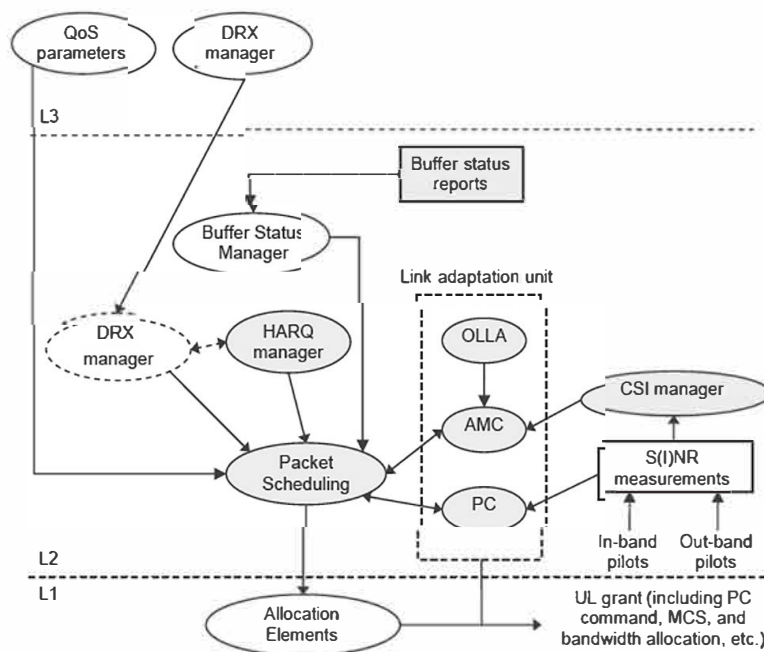 QoS
parameters
DRX
manager
L3
Buffer status
reports
Buffer Status
Manager
Link adaptation unit
DRX
manager
HARQ
manager
OLLA
CSI manager
AMC
Packet
Scheduling
S(I)NR
measurements
PC
In-band
pilots
Out-band
pilots
L2
L1
Allocation
Elements
UL grant (including PC
command, MCS, and
bandwidth allocation, etc.)